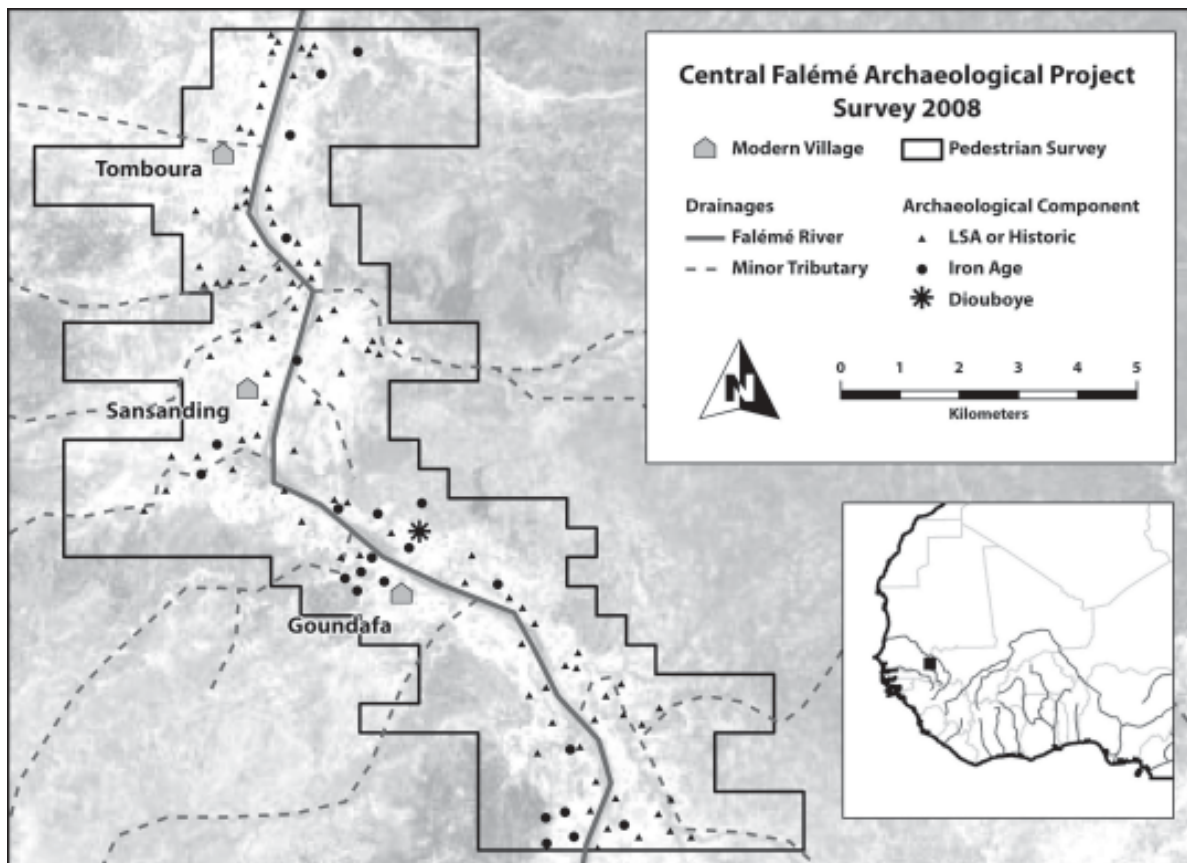 Central Falémé Archaeological Project
Survey 2008
Modern Village
Pedestrian Survey
Drainages
Archaeological Component
Falémé River
LSA or Historic
Minor Tributary
Iron Age
Diouboye
N
0 1 2 3 4 5
Kilometers
Tomboura
Sansanding
Goundafa